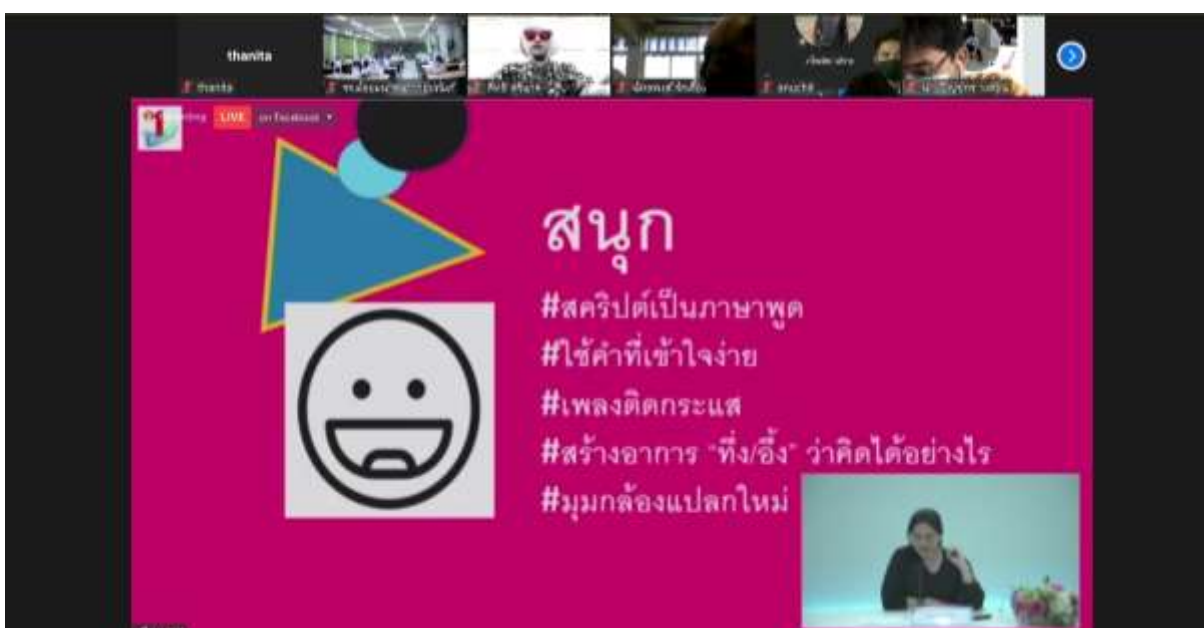 thanita
thanita
LIVE
on Facebook
สนุก
#สคริปต์เป็นภาษาพูด
#ใช้คำที่เข้าใจง่าย
#เพลงติดกระแส
#สร้างอาการ "ทึ่ง/อึ้ง" ว่าคิดได้อย่างไร
#มุมกล้องแปลกใหม่